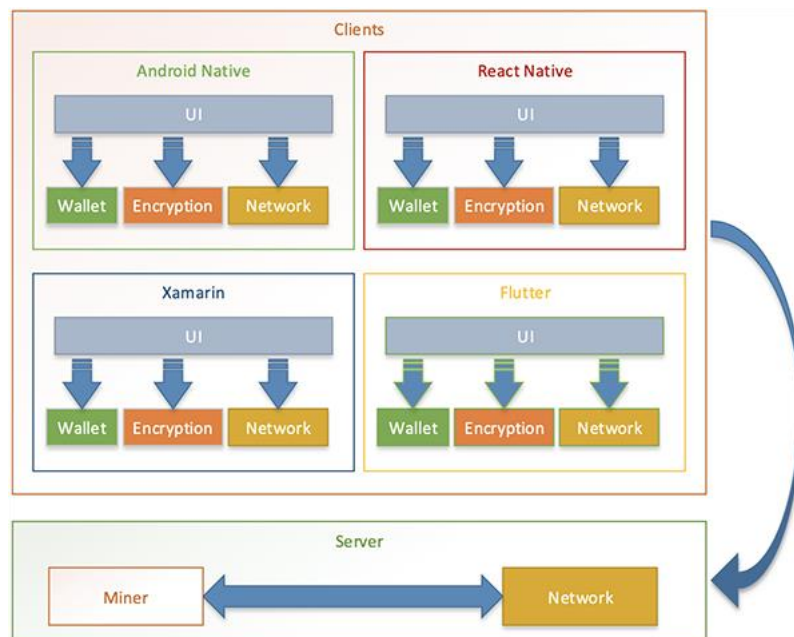 Clients
Android Native
UI
Wallet Encryption Network
React Native
UI
Wallet Encryption Network
Xamarin
UI
Wallet Encryption Network
Flutter
UI
Wallet Encryption Network
Server
Miner
Network